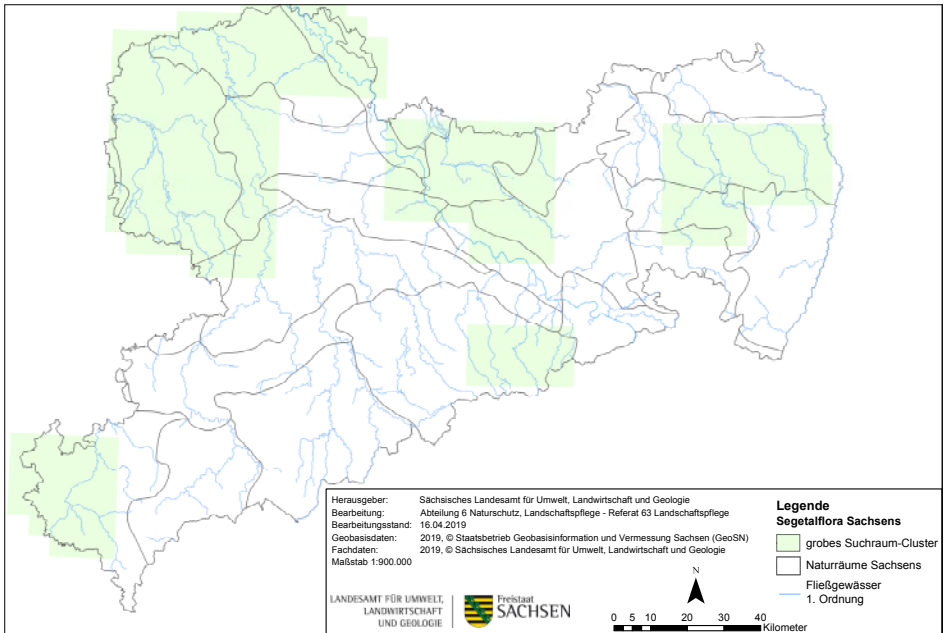 Herausgeber: Sächsisches Landesamt für Umwelt, Landwirtschaft und Geologie
Bearbeitung: Abteilung 6 Naturschutz, Landschaftspflege - Referat 63 Landschaftspflege
Bearbeitungsstand: 16.04.2019
Geobasisdaten: 2019, © Staatsbetrieb Geobasisinformation und Vermessung Sachsen (GeoSN)
Fachdaten: 2019, © Sächsisches Landesamt für Umwelt, Landwirtschaft und Geologie
Maßstab 1:900.000
LANDESAMT FÜR UMWELT,
LANDWIRTSCHAFT
UND GEOLOGIE
Freistaat
SACHSEN
Legende
Segetalflora Sachsens
grobes Suchraum-Cluster
Naturräume Sachsens
Fließgewässer
1. Ordnung
N
0 5 10 20 30 40
Kilometer